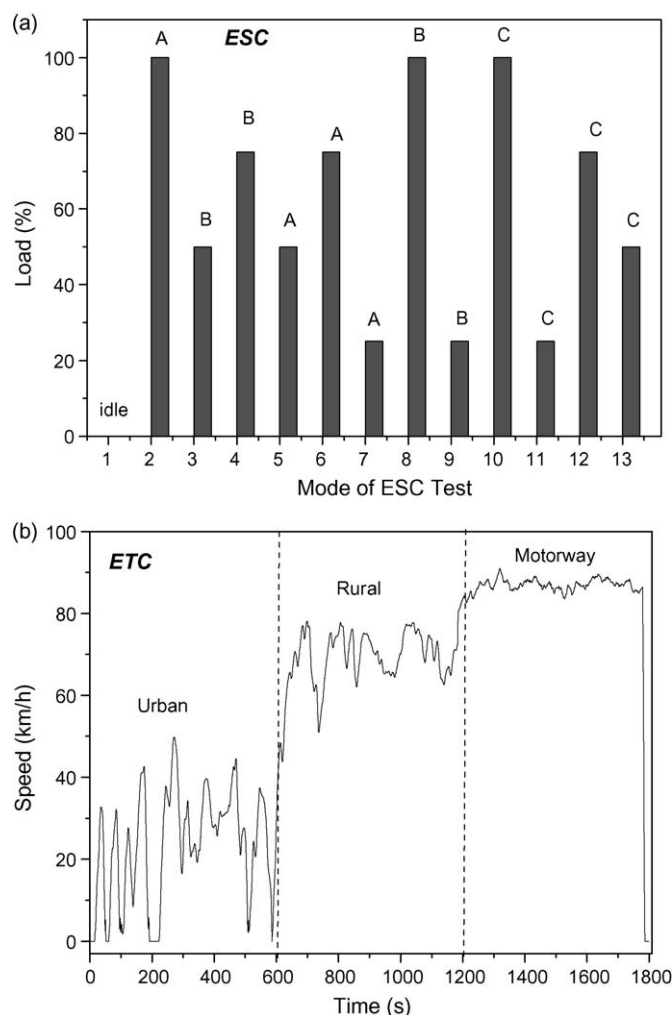 (a)
ESC
A
B
B
A
A
A
B
B
C
C
C
C
idle
Load (%)
100
80
60
40
20
0
1 2 3 4 5 6 7 8 9 10 11 12 13
Mode of ESC Test
(b)
ETC
Urban
Rural
Motorway
Speed (km/h)
100
80
60
40
20
0
0 200 400 600 800 1000 1200 1400 1600 1800
Time (s)